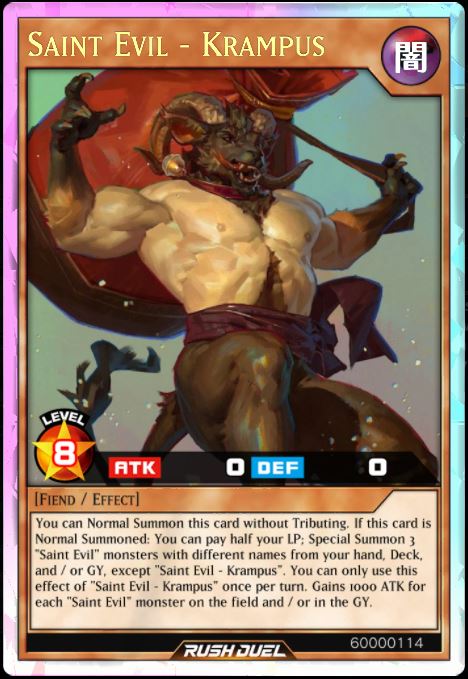 Saint Evil - Krampus
闇
LEVEL
8
ATK 0 DEF 0
[Fiend / Effect]
You can Normal Summon this card without Tributing. If this card is
Normal Summoned: You can pay half your LP; Special Summon 3
"Saint Evil" monsters with different names from your hand, Deck,
and / or GY, except "Saint Evil - Krampus". You can only use this
effect of "Saint Evil - Krampus" once per turn. Gains 1000 ATK for
each "Saint Evil" monster on the field and / or in the GY.
RUSH DUEL
60000114